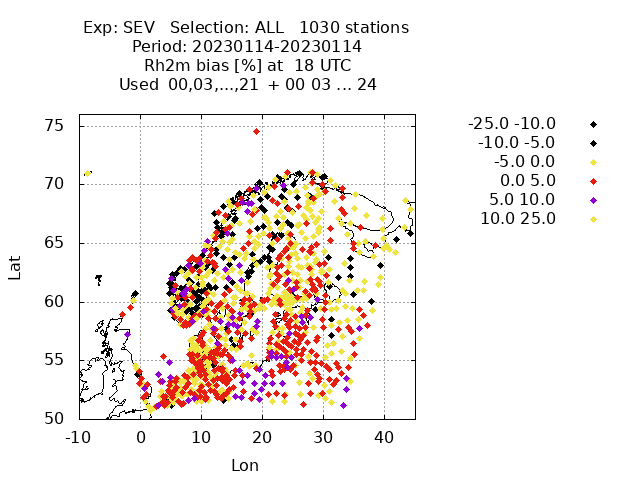 Exp: SEV   Selection: ALL   1030 stations
Period: 20230114-20230114
Rh2m bias [%] at  18 UTC
Used  00,03,...,21  + 00 03 ... 24
-25.0 -10.0
-10.0 -5.0
-5.0 0.0
0.0 5.0
5.0 10.0
10.0 25.0
75
70
65
60
55
50
Lat
-10 0 10 20 30 40
Lon